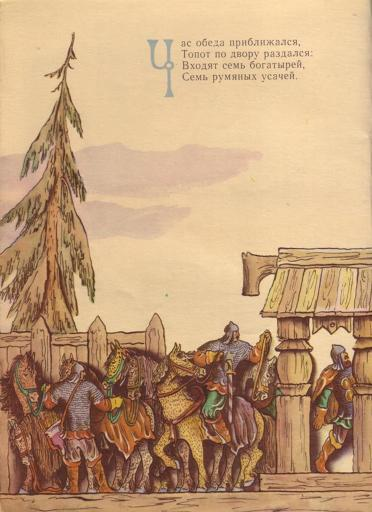 Час обеда приближался,
Топот по двору раздался:
Входят семь богатырей,
Семь румяных усачей.